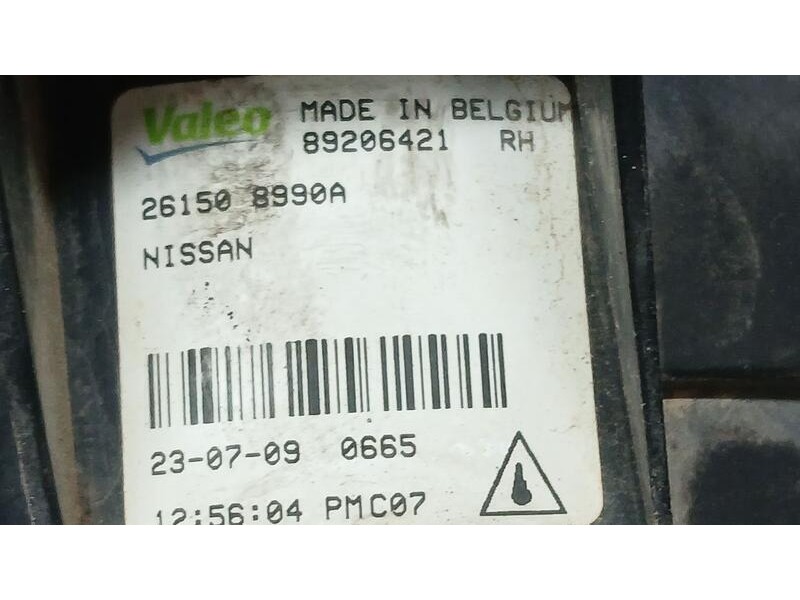 Valeo MADE IN BELGIUM
89206421 RH
26150 8990A
NISSAN
23-07-09 0665
12:56:04 PMC07